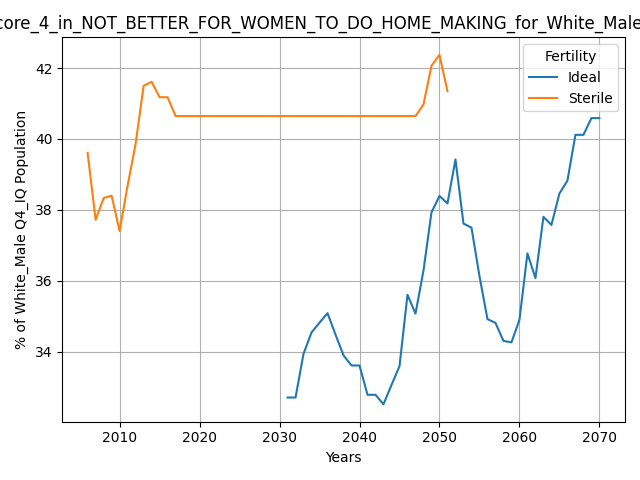 core_4_in_NOT_BETTER_FOR_WOMEN_TO_DO_HOME_MAKING_for_White_Male
% of White_Male Q4_IQ Population
42
40
38
36
34
Fertility
Ideal
Sterile
2010 2020 2030 2040 2050 2060 2070
Years